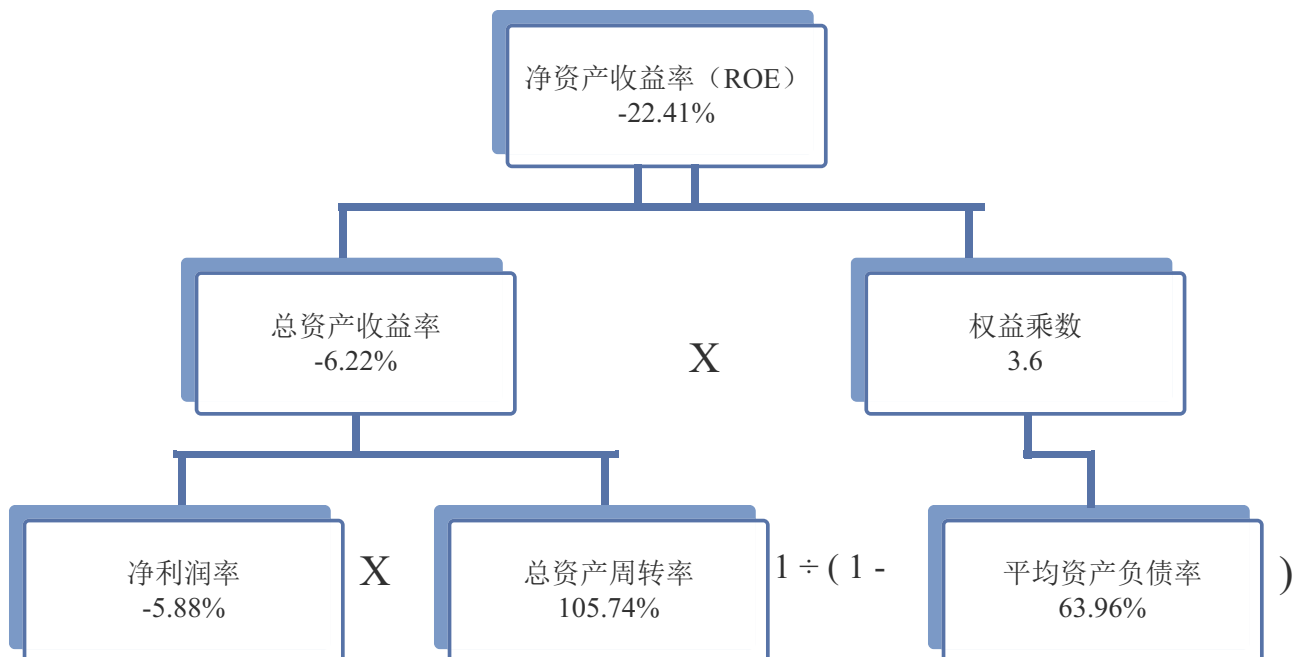 净资产收益率（ROE）
-22.41%
总资产收益率
-6.22%
X
权益乘数
3.6
净利润率
-5.88%
X
总资产周转率
105.74%
1 ÷ ( 1 -
平均资产负债率
63.96%
)